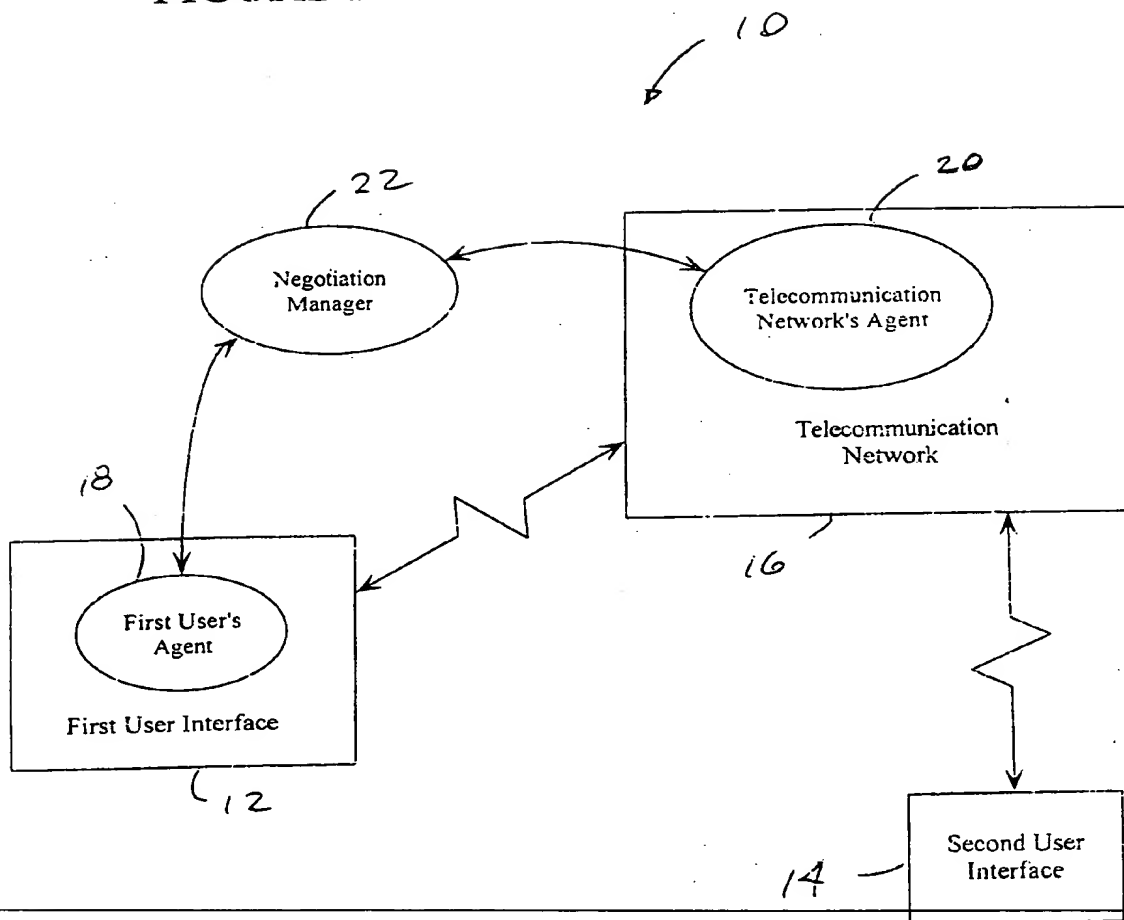 10
22
20
Negotiation
Manager
Telecommunication
Network's Agent
Telecommunication
Network
18
16
First User's
Agent
First User Interface
12
Second User
Interface
14